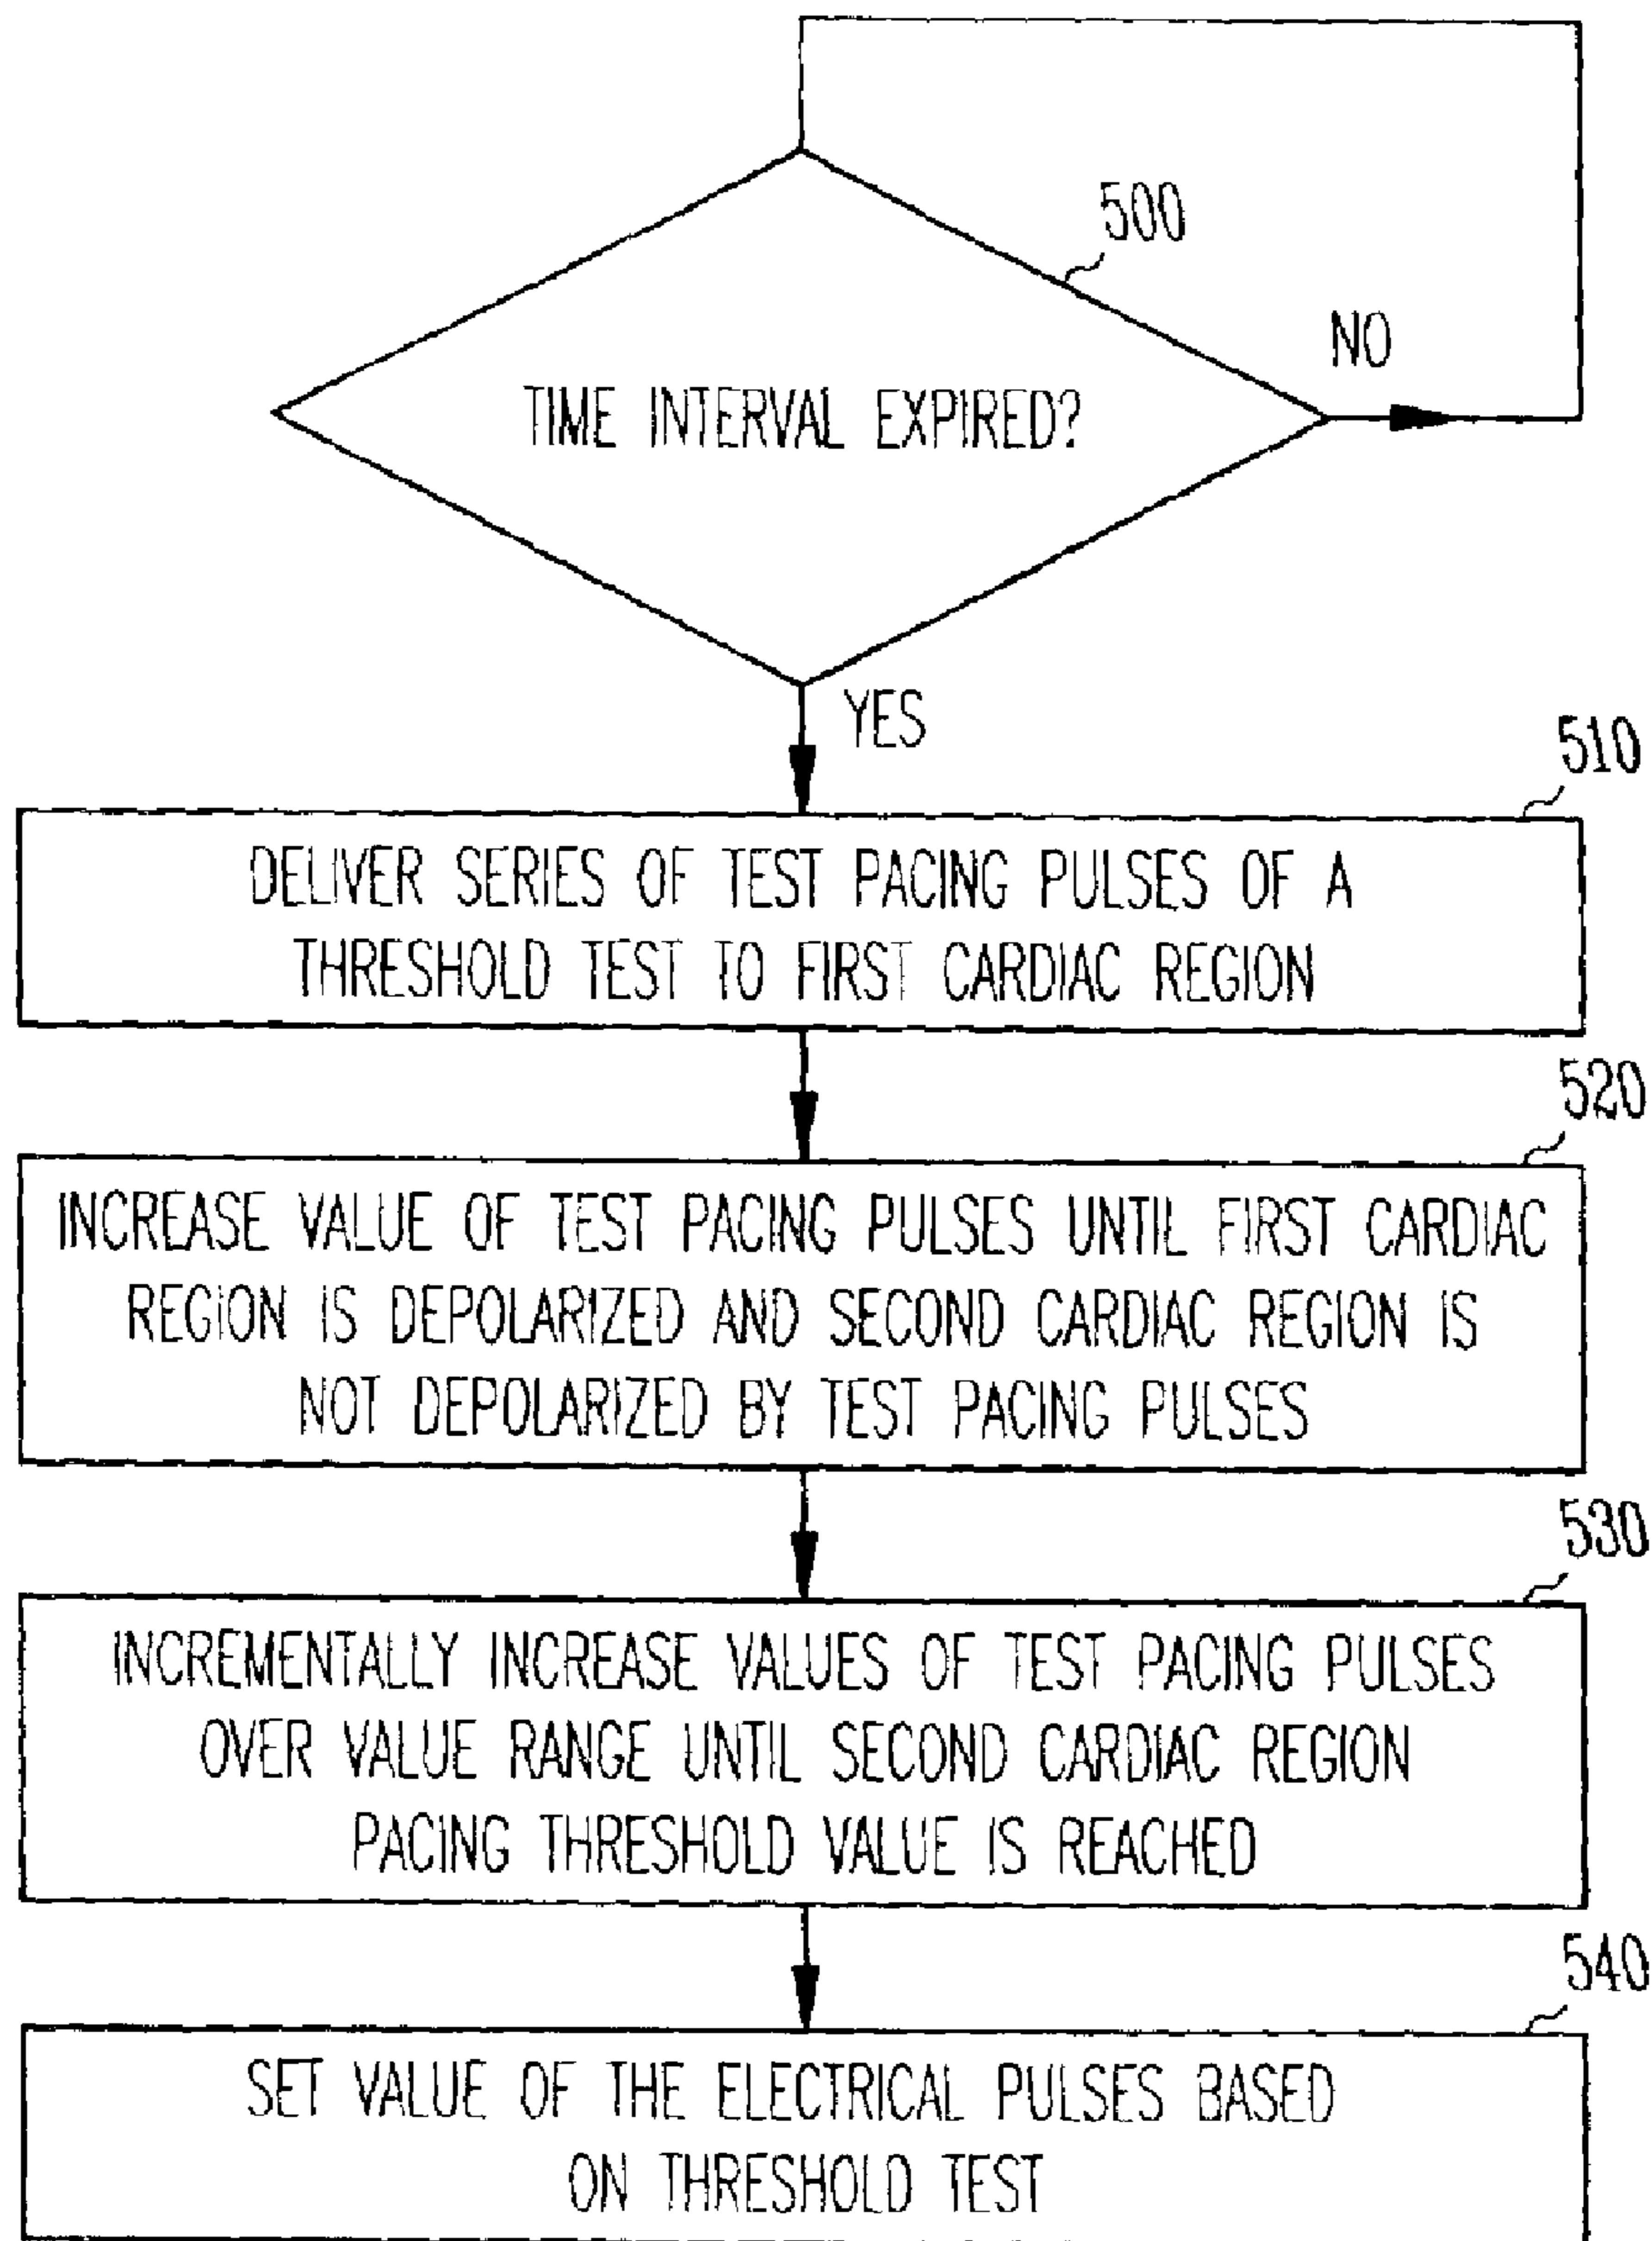 500
NO
TIME INTERVAL EXPIRED?
YES
510
DELIVER SERIES OF TEST PACING PULSES OF A
THRESHOLD TEST TO FIRST CARDIAC REGION
520
INCREASE VALUE OF TEST PACING PULSES UNTIL FIRST CARDIAC
REGION IS DEPOLARIZED AND SECOND CARDIAC REGION IS
NOT DEPOLARIZED BY TEST PACING PULSES
530
INCREMENTALLY INCREASE VALUES OF TEST PACING PULSES
OVER VALUE RANGE UNTIL SECOND CARDIAC REGION
PACING THRESHOLD VALUE IS REACHED
540
SET VALUE OF THE ELECTRICAL PULSES BASED
ON THRESHOLD TEST